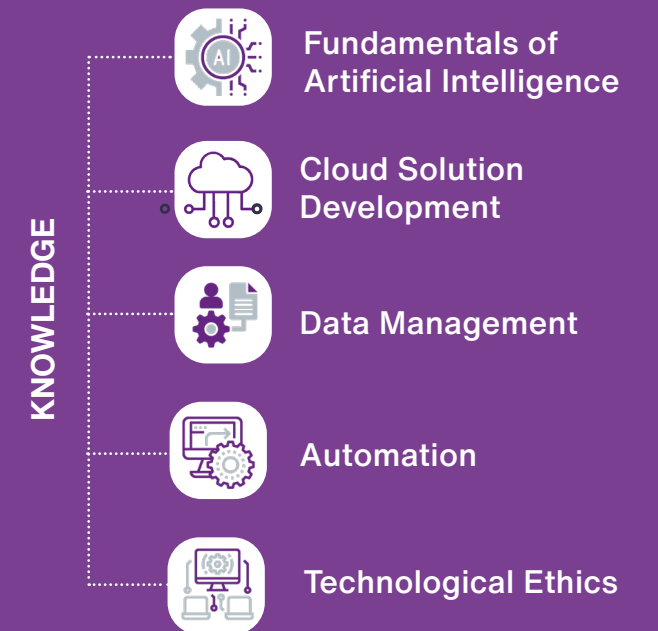 KNOWLEDGE
AI
Fundamentals of
Artificial Intelligence
Cloud Solution
Development
Data Management
Automation
Technological Ethics